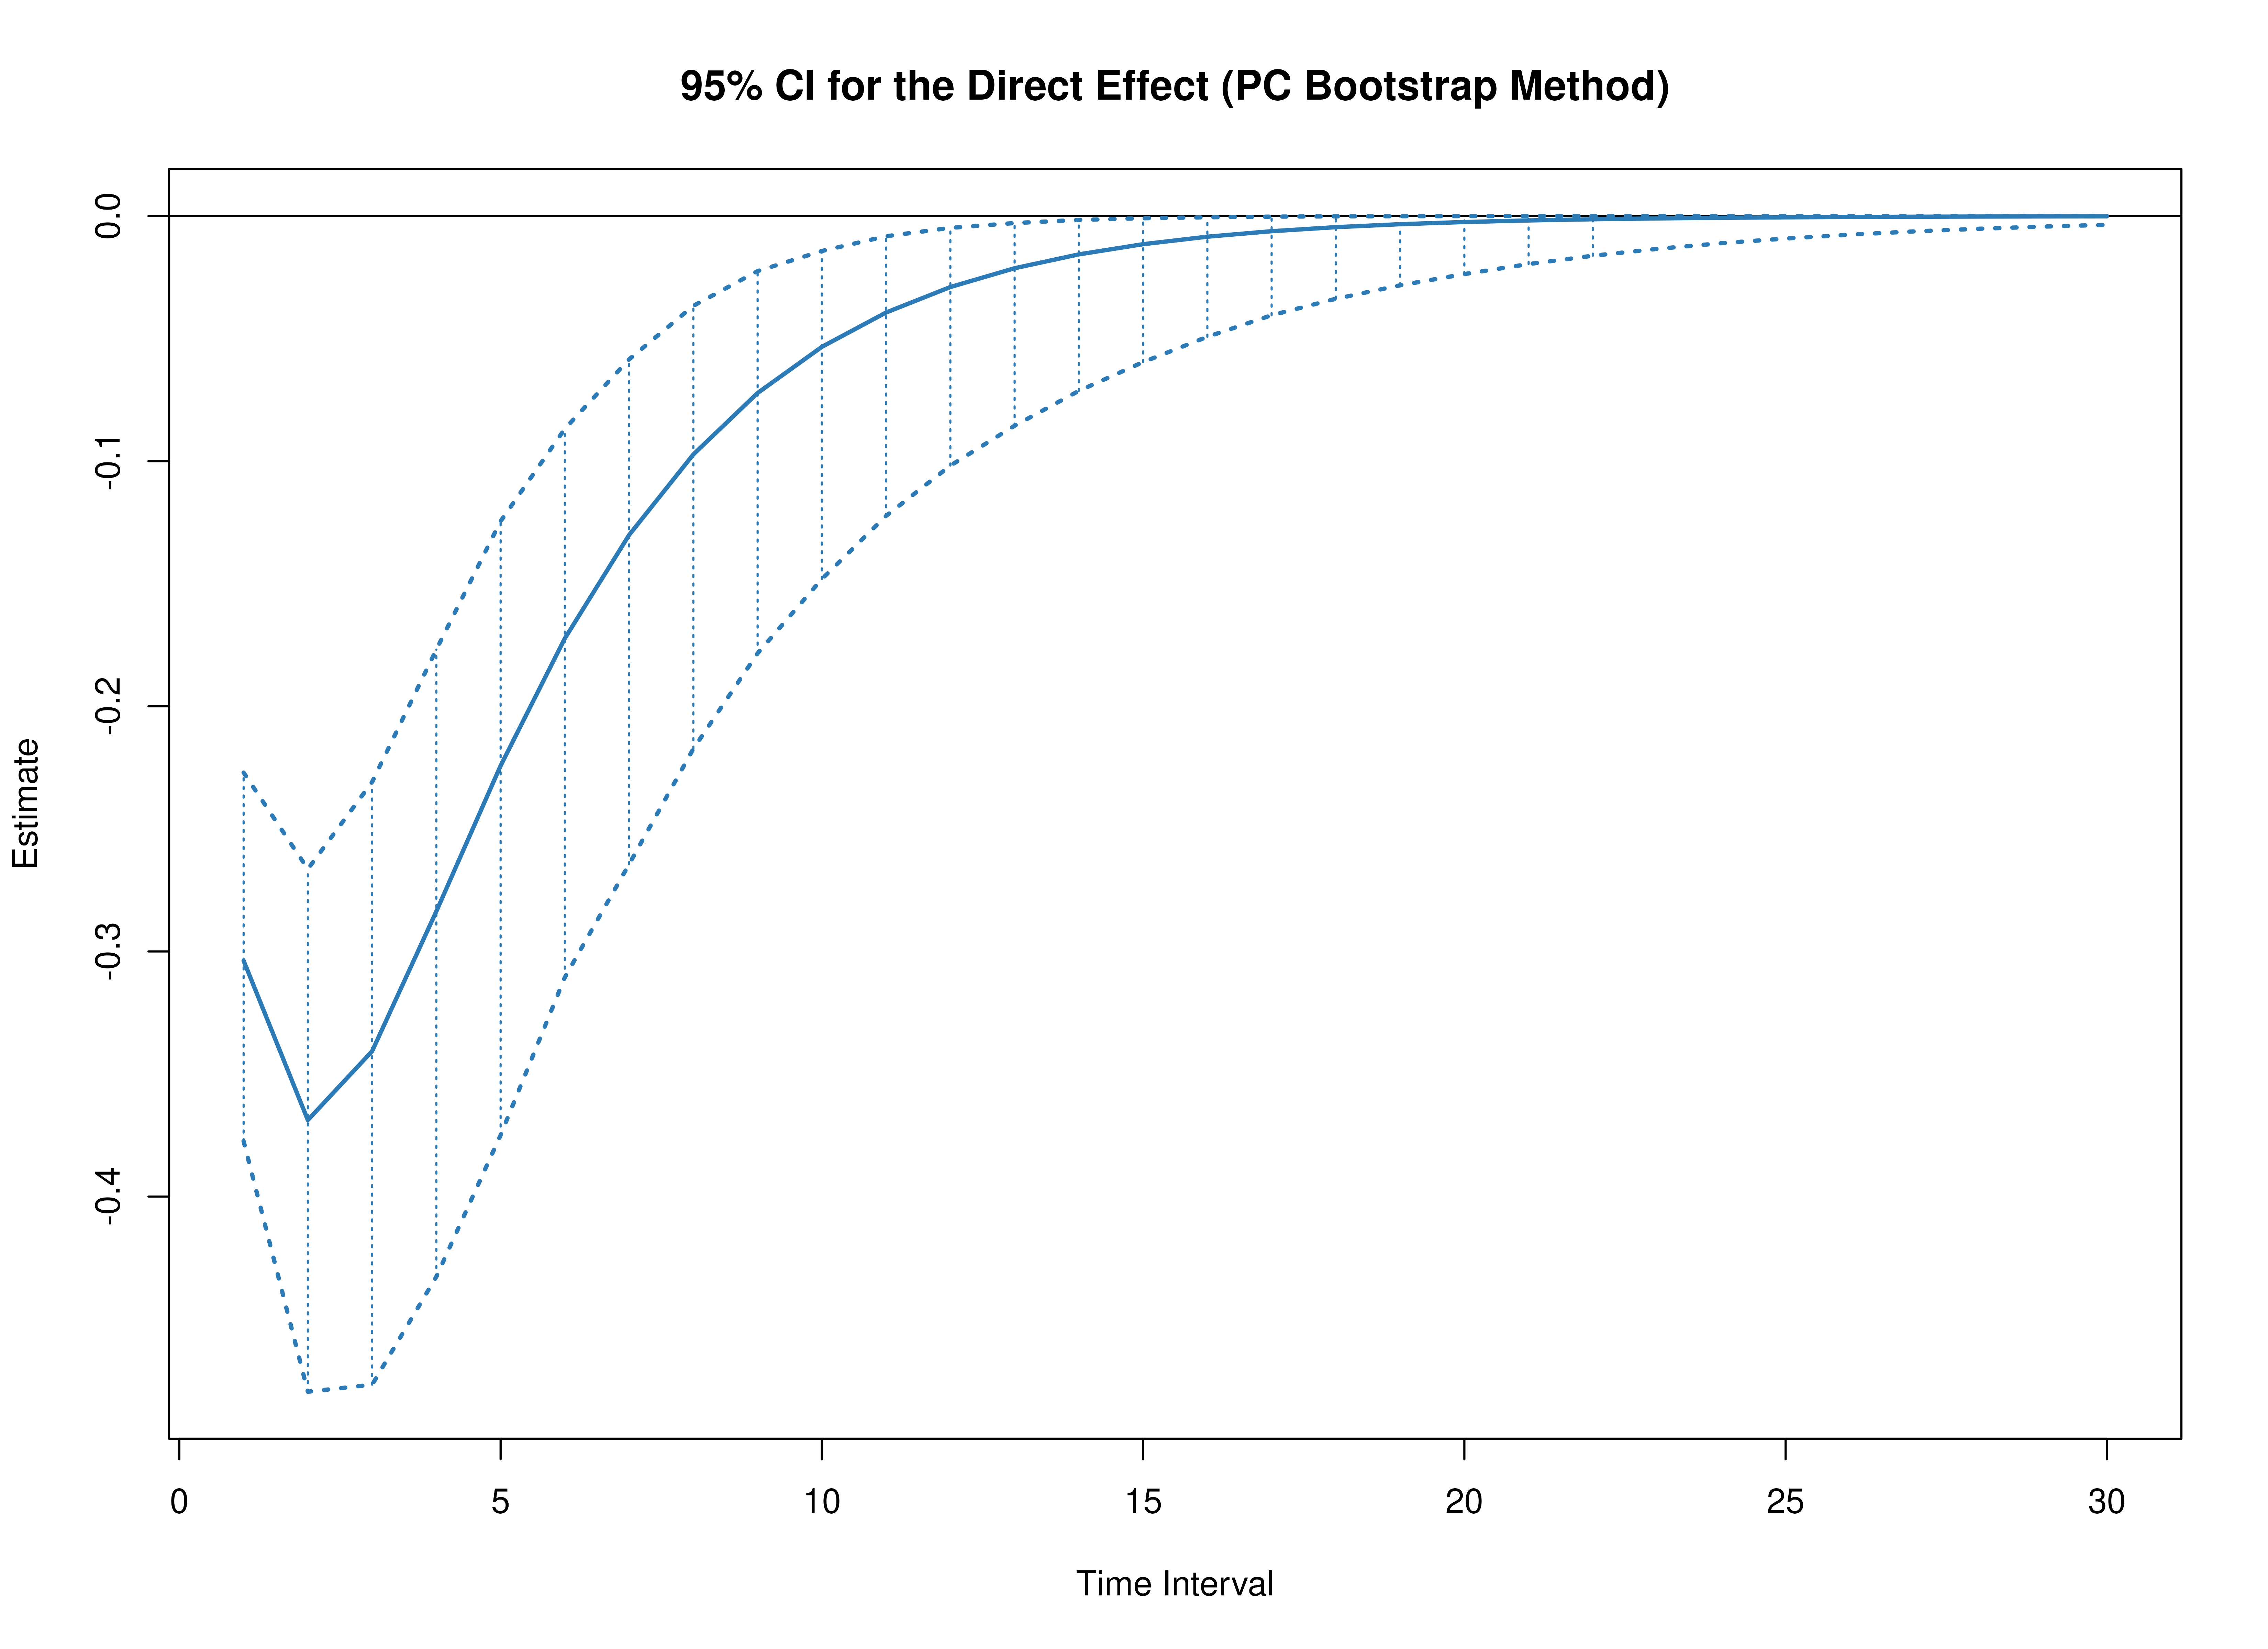 95% CI for the Direct Effect (PC Bootstrap Method)
Estimate
0.0
-0.1
-0.2
-0.3
-0.4
0 5 10 15 20 25 30
Time Interval